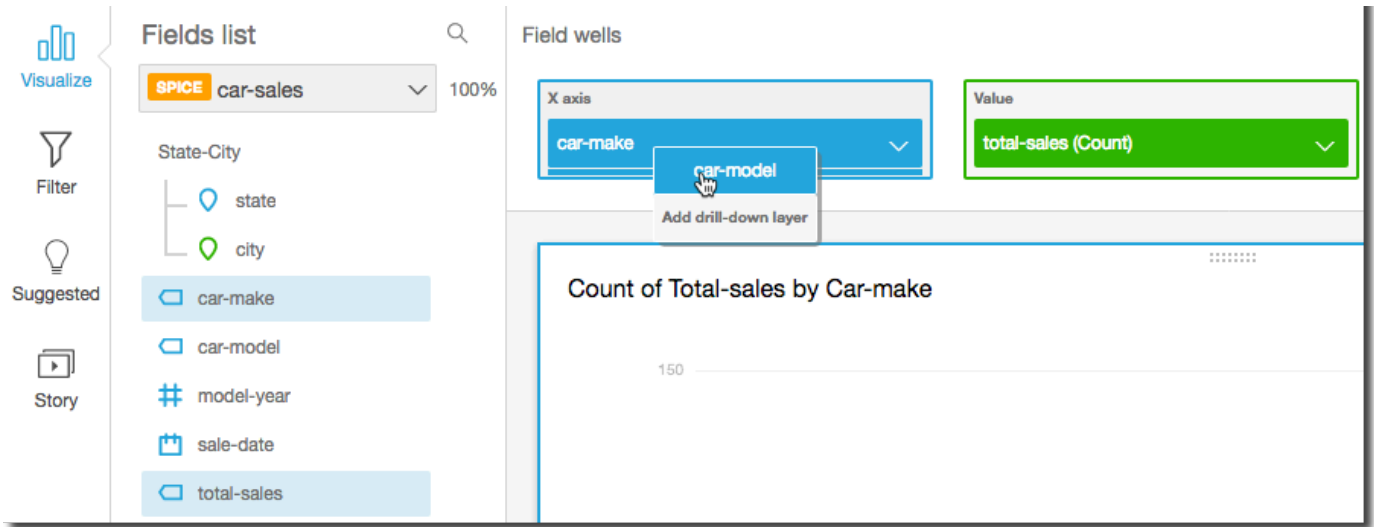 Visualize
Filter
Suggested
Story
Fields list
SPICE car-sales
100%
State-City
state
city
car-make
car-model
model-year
sale-date
total-sales
Field wells
X axis
car-make
car-model
Add drill-down layer
Value
total-sales (Count)
Count of Total-sales by Car-make
150